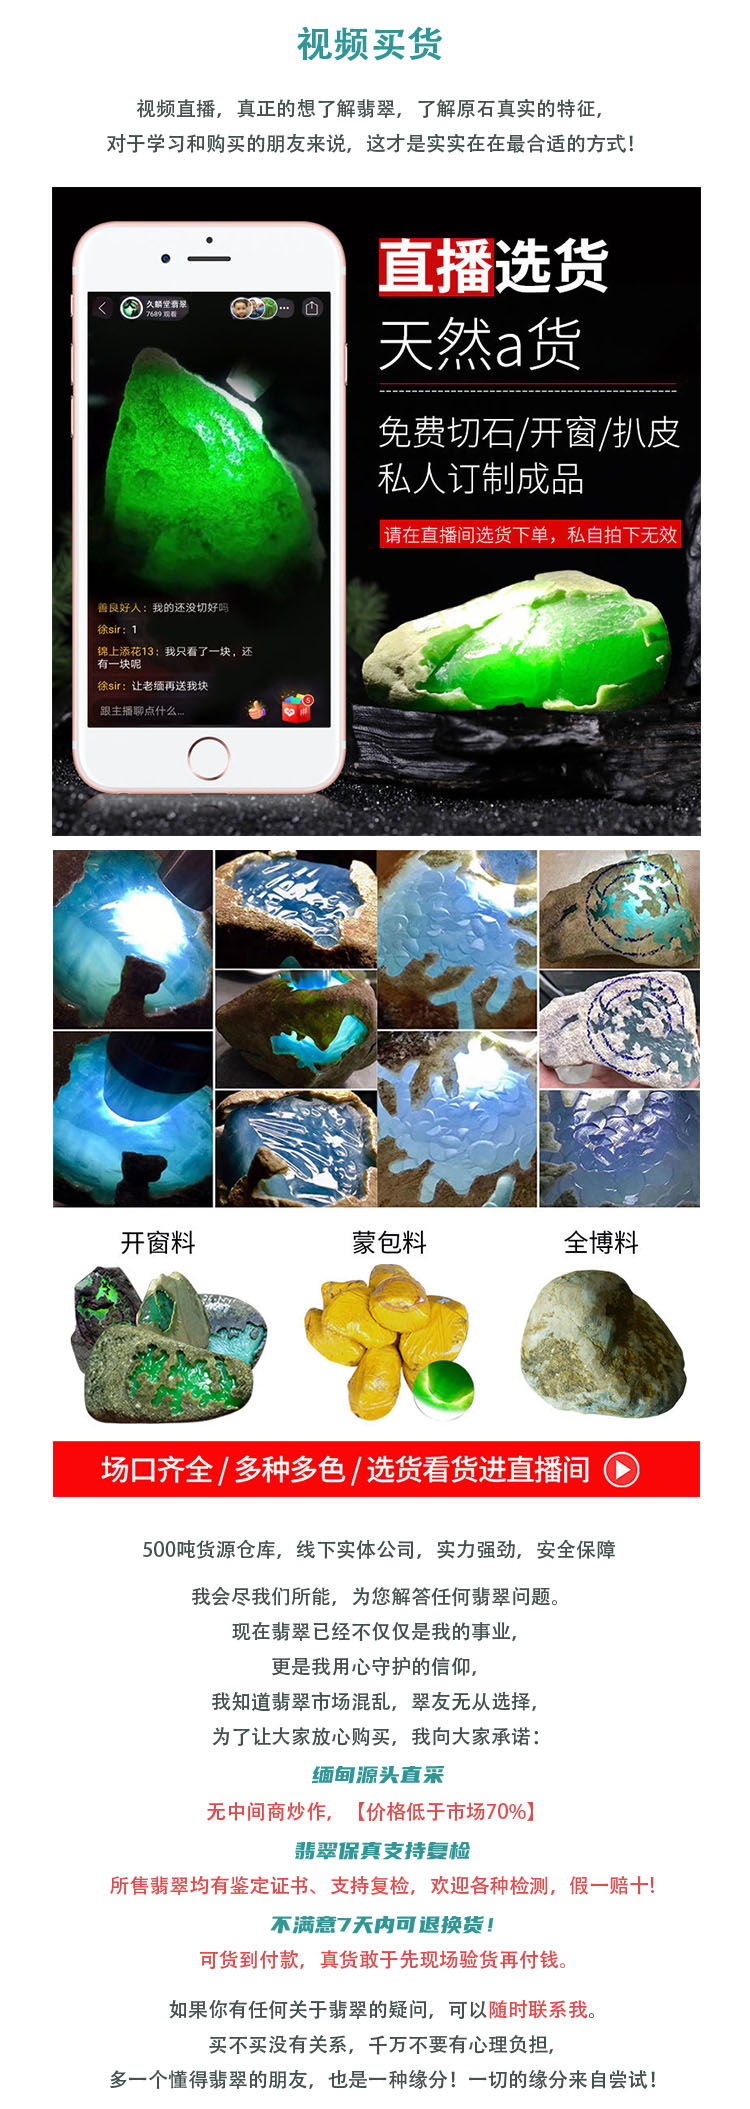 视频买货
视频直播，真正的想了解翡翠，了解原石真实的特征，
对于学习和购买的朋友来说，这才是实实在在最合适的方式！
久麟堂翡翠
7689 观看
直播选货
天然a货
免费切石/开窗/扒皮
私人订制成品
请在直播间选货下单，私自拍下无效
善良好人：我的还没切好吗
徐sir：1
锦上添花13：我只看了一块，还
有一块呢
徐sir：让老缅再送我块
跟主播聊点什么...
开窗料
蒙包料
全博料
场口齐全/多种多色/选货看货进直播间
500吨货源仓库，线下实体公司，实力强劲，安全保障
我会尽我们所能，为您解答任何翡翠问题。
现在翡翠已经不仅仅是我的事业，
更是我用心守护的信仰，
我知道翡翠市场混乱，翠友无从选择，
为了让大家放心购买，我向大家承诺：
缅甸源头直采
无中间商炒作，【价格低于市场70%】
翡翠保真支持复检
所售翡翠均有鉴定证书、支持复检，欢迎各种检测，假一赔十！
不满意7天内可退换货！
可货到付款，真货敢于先现场验货再付钱。
如果你有任何关于翡翠的疑问，可以随时联系我。
买不买没有关系，千万不要有心理负担，
多一个懂得翡翠的朋友，也是一种缘分！一切的缘分来自尝试！